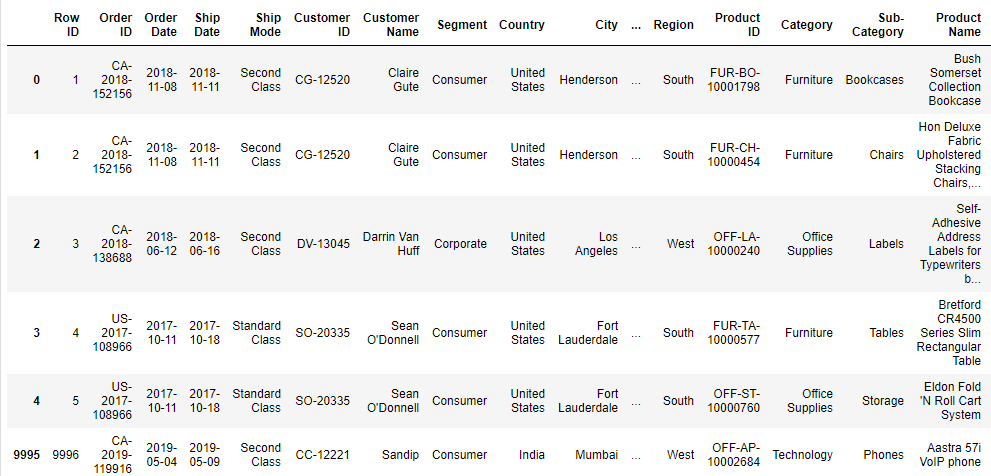 Row ID Order ID Order Date Ship Date Ship Mode Customer ID Customer Name Segment Country City ... Region Product ID Category Sub-Category Product Name
0 1 CA-2018-152156 2018-11-08 2018-11-11 Second Class CG-12520 Claire Gute Consumer United States Henderson ... South FUR-BO-10001798 Furniture Bookcases Bush Somerset Collection Bookcase
1 2 CA-2018-152156 2018-11-08 2018-11-11 Second Class CG-12520 Claire Gute Consumer United States Henderson ... South FUR-CH-10000454 Furniture Chairs Hon Deluxe Fabric Upholstered Stacking Chairs,...
2 3 CA-2018-138688 2018-06-12 2018-06-16 Second Class DV-13045 Darrin Van Huff Corporate United States Los Angeles ... West OFF-LA-10000240 Office Supplies Labels Self-Adhesive Address Labels for Typewriters b...
3 4 US-2017-108966 2017-10-11 2017-10-18 Standard Class SO-20335 Sean O'Donnell Consumer United States Fort Lauderdale ... South FUR-TA-10000577 Furniture Tables Bretford CR4500 Series Slim Rectangular Table
4 5 US-2017-108966 2017-10-11 2017-10-18 Standard Class SO-20335 Sean O'Donnell Consumer United States Fort Lauderdale ... South OFF-ST-10000760 Office Supplies Storage Eldon Fold 'N Roll Cart System
9995 9996 CA-2019-119916 2019-05-04 2019-05-09 Second Class CC-12221 Sandip Consumer India Mumbai ... West OFF-AP-10002684 Technology Phones Aastra 57i VoIP phone